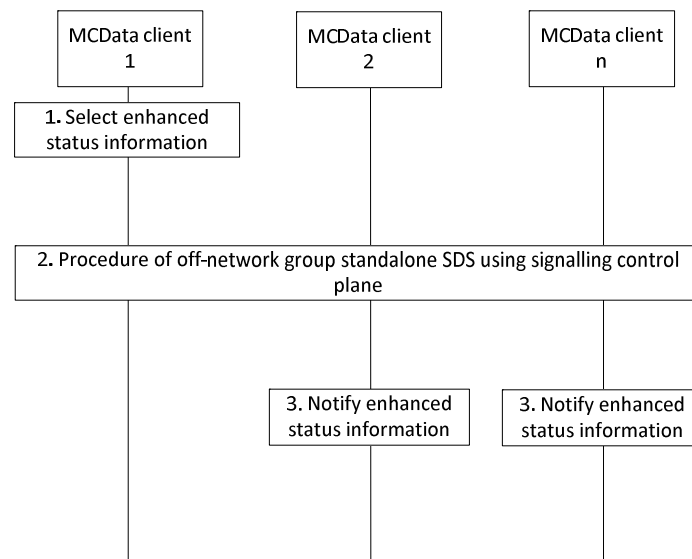 MCData client
1
MCData client
2
MCData client
n
1. Select enhanced
status information
2. Procedure of off-network group standalone SDS using signalling control
plane
3. Notify enhanced
status information
3. Notify enhanced
status information